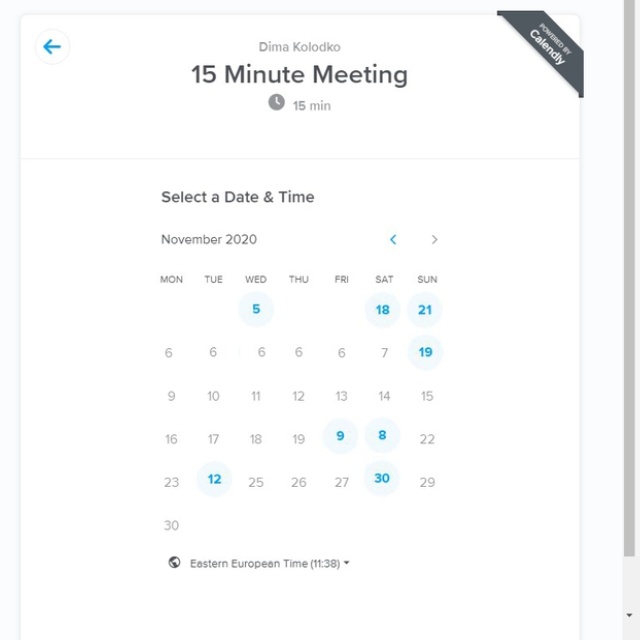 POWERED BY
Calendly
Dima Kolodko
15 Minute Meeting
15 min
Select a Date & Time
November 2020
MON TUE WED THU FRI SAT SUN
5 18 21
6 6 6 6 6 7 19
9 10 11 12 13 14 15
16 17 18 19 9 8 22
23 12 25 26 27 30 29
30
Eastern European Time (11:38)